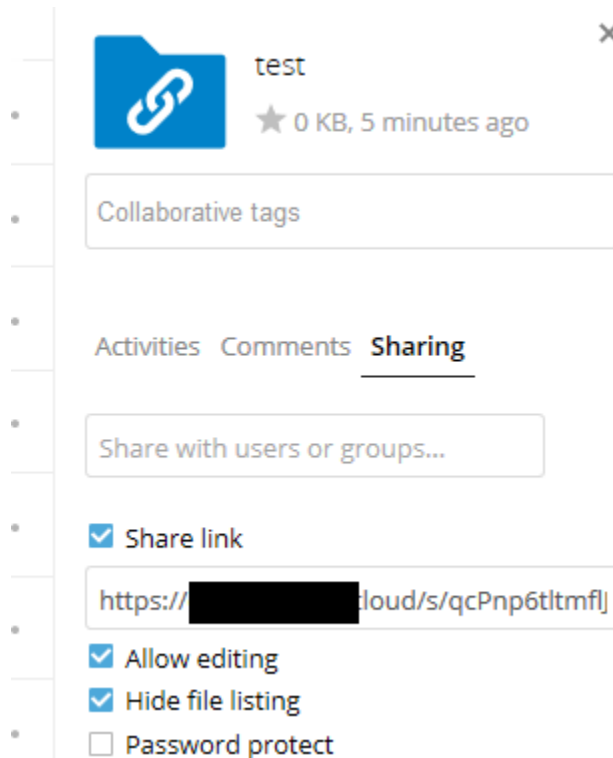 test
0 KB, 5 minutes ago
Collaborative tags
Activities Comments Sharing
Share with users or groups...
Share link
https:// cloud/s/qcPnp6tltmflJ
Allow editing
Hide file listing
Password protect